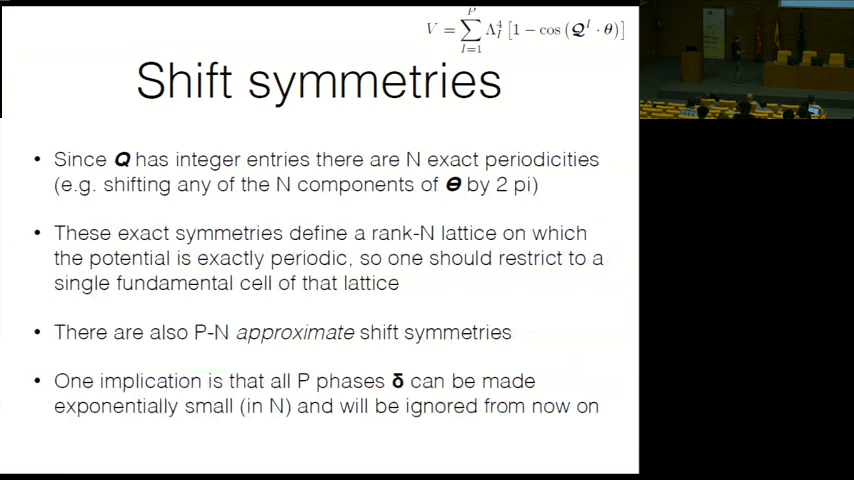 V = \sum_{I=1}^{P} Λ_I^4 [1 − cos (𝒬^I · θ)]
Shift symmetries
• Since Q has integer entries there are N exact periodicities
(e.g. shifting any of the N components of ϴ by 2 pi)
• These exact symmetries define a rank-N lattice on which
the potential is exactly periodic, so one should restrict to a
single fundamental cell of that lattice
• There are also P-N approximate shift symmetries
• One implication is that all P phases δ can be made
exponentially small (in N) and will be ignored from now on